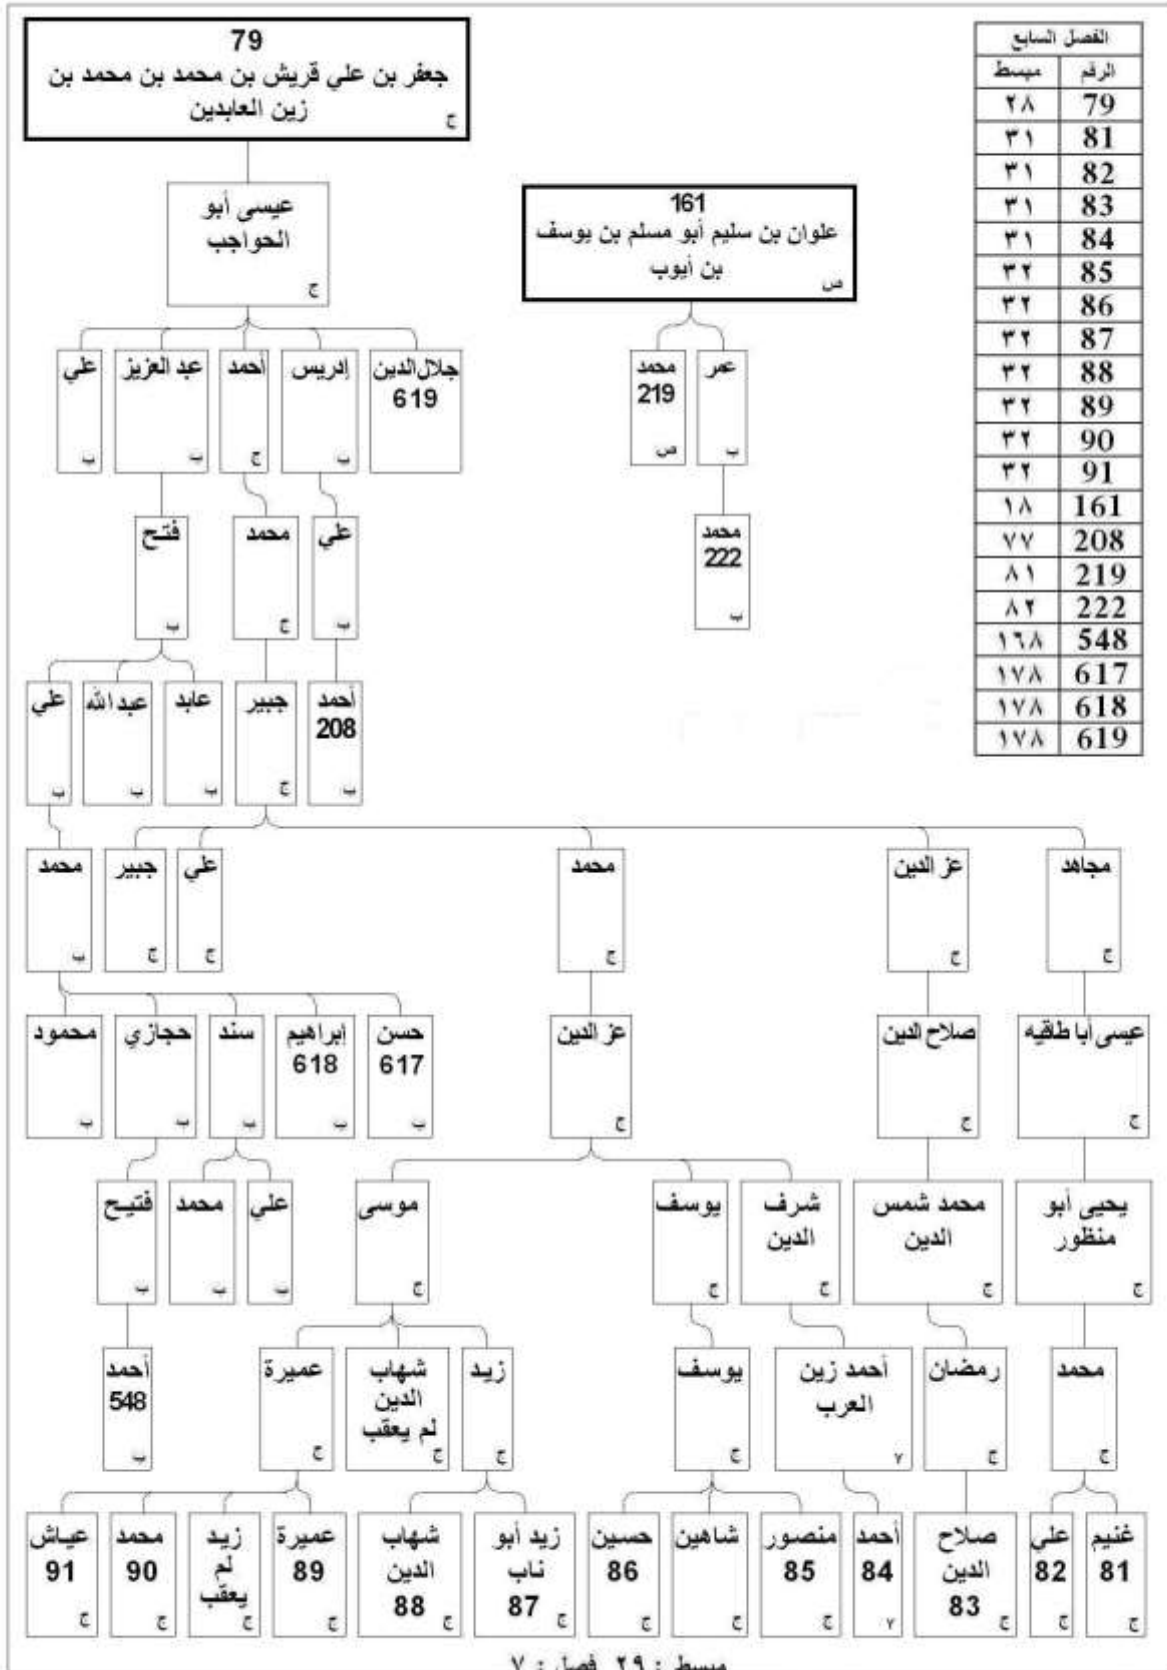 79
جعفر بن علي قريش بن محمد بن محمد بن
زين العابدين
ج
الفصل السابع
الرقم مبسط
79 ٢٨
81 ٣١
82 ٣١
83 ٣١
84 ٣١
85 ٣٢
86 ٣٢
87 ٣٢
88 ٣٢
89 ٣٢
90 ٣٢
91 ٣٢
161 ١٨
208 ٧٧
219 ٨١
222 ٨٢
548 ١٦٨
617 ١٧٨
618 ١٧٨
619 ١٧٨
عيسى أبو
الحواجب
ج
161
علوان بن سليم أبو مسلم بن يوسف
بن أيوب
ص
عمر
ب
محمد
219
ص
محمد
222
ب
جلال الدين
619
إدريس
ب
أحمد
ج
عبد العزيز
ب
علي
ب
علي
ب
محمد
ج
فتح
ب
أحمد
208
ب
جبير
ج
عابد
ب
عبد الله
ب
علي
ب
مجاهد
ج
عز الدين
ج
محمد
ج
علي
ج
جبير
ج
محمد
ب
عيسى أبا طاقيه
ج
صلاح الدين
ج
عز الدين
ج
حسن
617
ب
إبراهيم
618
ب
سند
ب
حجازي
ب
محمود
ب
يحيى أبو
منظور
ج
محمد شمس
الدين
ج
شرف
الدين
ج
يوسف
ج
موسى
ج
علي
ب
محمد
ب
فتيح
ب
محمد
ج
رمضان
ج
أحمد زين
العرب
٧
يوسف
ج
زيد
ج
شهاب
الدين
لم يعقب
ج
عميرة
ح
أحمد
548
ب
غنيم
81
ج
علي
82
ج
صلاح
الدين
83
ج
أحمد
84
٧
منصور
85
ج
شاهين
حسين
86
ج
زيد أبو
ناب
87
ج
شهاب
الدين
88
ج
عميرة
89
ج
زيد
لم
يعقب
ج
محمد
90
ج
عياش
91
ج
مبسط : ٢٩ فصل : ٧